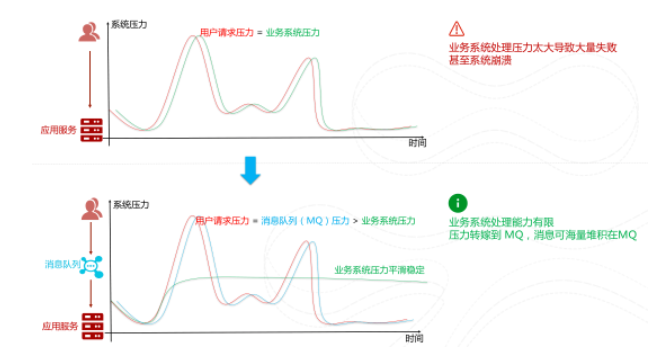 系统压力
用户请求压力 = 业务系统压力
业务系统处理压力太大导致大量失败
甚至系统崩溃
应用服务
时间
系统压力
用户请求压力 = 消息队列（MQ）压力 > 业务系统压力
业务系统处理能力有限
压力转嫁到 MQ，消息可海量堆积在MQ
消息队列
业务系统压力平滑稳定
应用服务
时间